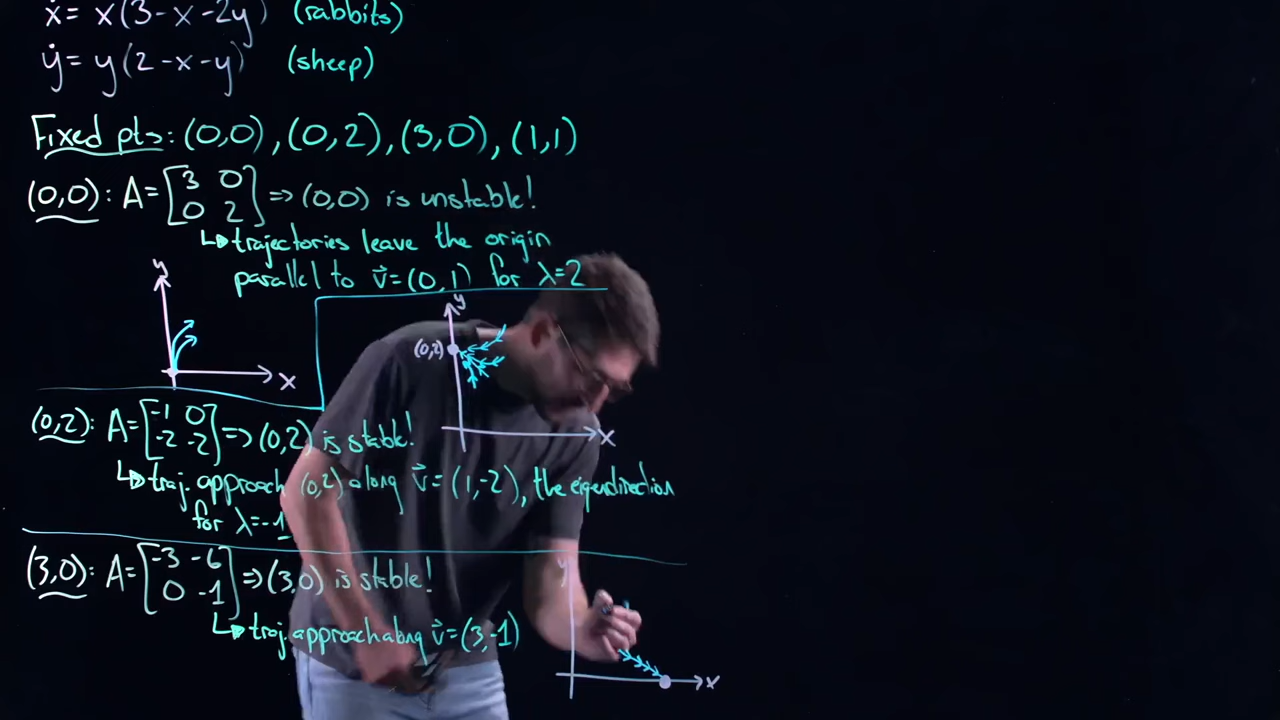 ẋ = x(3-x-2y) (rabbits)
ẏ = y(2-x-y) (sheep)
Fixed pts: (0,0), (0,2), (3,0), (1,1)
(0,0): A = [3 0
0 2] ⇒ (0,0) is unstable!
↳ trajectories leave the origin
parallel to v⃗ = (0,1) for λ=2
y
x
y
(0,2)
x
(0,2): A = [-1 0
-2 -2] ⇒ (0,2) is stable!
↳ traj. approach (0,2) along v⃗ = (1,-2), the eigendirection
for λ=-1
(3,0): A = [-3 -6
0 -1] ⇒ (3,0) is stable!
↳ traj. approach along v⃗ = (3,-1)
y
x